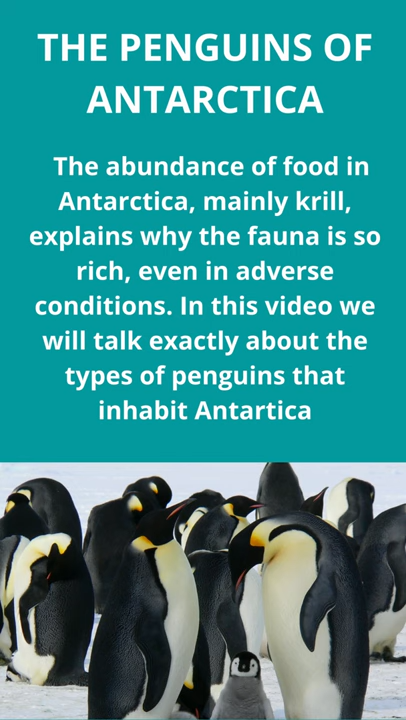 THE PENGUINS OF
ANTARCTICA
The abundance of food in
Antarctica, mainly krill,
explains why the fauna is so
rich, even in adverse
conditions. In this video we
will talk exactly about the
types of penguins that
inhabit Antartica